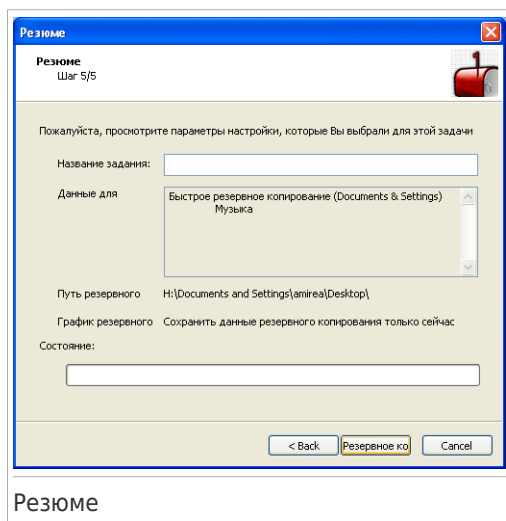 Резюме
Резюме
Шаг 5/5
Пожалуйста, просмотрите параметры настройки, которые Вы выбрали для этой задачи
Название задания:
Данные для
Быстрое резервное копирование (Documents & Settings)
Музыка
Путь резервного H:\Documents and Settings\amirea\Desktop\
График резервного Сохранить данные резервного копирования только сейчас
Состояние:
< Back Резервное ко Cancel
Резюме